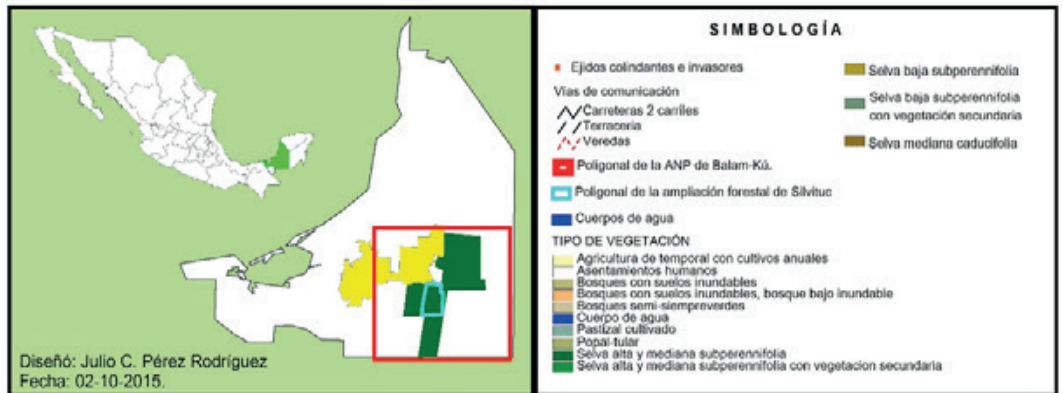 Diseñó: Julio C. Pérez Rodríguez
Fecha: 02-10-2015.
SIMBOLOGÍA
Ejidos colindantes e invasores
Vías de comunicación
Carreteras 2 carriles
Terraceria
Veredas
Poligonal de la ANP de Balam-Kú.
Poligonal de la ampliación forestal de Silvituc
Cuerpos de agua
TIPO DE VEGETACIÓN
Agricultura de temporal con cultivos anuales
Asentamientos humanos
Bosques con suelos inundables
Bosques con suelos inundables, bosque bajo inundable
Bosques semi-siempreverdes
Cuerpo de agua
Pastizal cultivado
Popal-tular
Selva alta y mediana subperennifolia
Selva alta y mediana subperennifolia con vegetacion secundaria
Selva baja subperennifolia
Selva baja subperennifolia
con vegetación secundaria
Selva mediana caducifolia